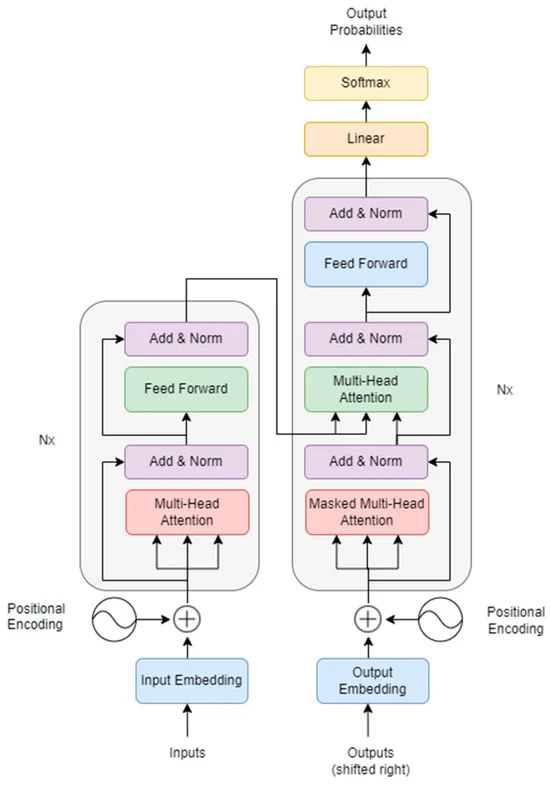 Output
Probabilities
Softmax
Linear
Add & Norm
Feed Forward
Add & Norm
Multi-Head
Attention
Nx
Add & Norm
Masked Multi-Head
Attention
Add & Norm
Feed Forward
Nx
Add & Norm
Multi-Head
Attention
Positional
Encoding
Positional
Encoding
Input Embedding
Output
Embedding
Inputs
Outputs
(shifted right)